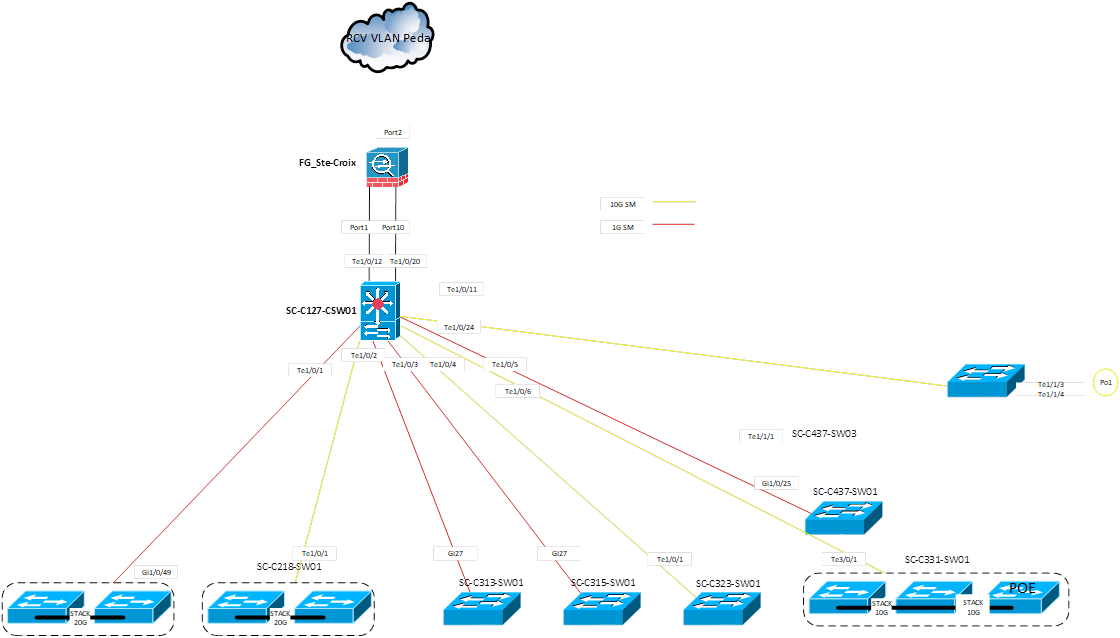 RCV VLAN Peda
Port2
FG_Ste-Croix
10G SM
1G SM
Port1
Port10
Te1/0/12
Te1/0/20
Te1/0/11
SC-C127-CSW01
Te1/0/24
Te1/0/2
Te1/0/1
Te1/0/3
Te1/0/4
Te1/0/5
Te1/0/6
Te1/1/3
Te1/1/4
Po1
Te1/1/1
SC-C437-SW03
Gi1/0/25
SC-C437-SW01
Te1/0/1
Gi27
Gi27
Te1/0/1
Te3/0/1
SC-C331-SW01
Gi1/0/49
SC-C218-SW01
SC-C313-SW01
SC-C315-SW01
SC-C323-SW01
POE
STACK
20G
STACK
20G
STACK
10G
STACK
10G